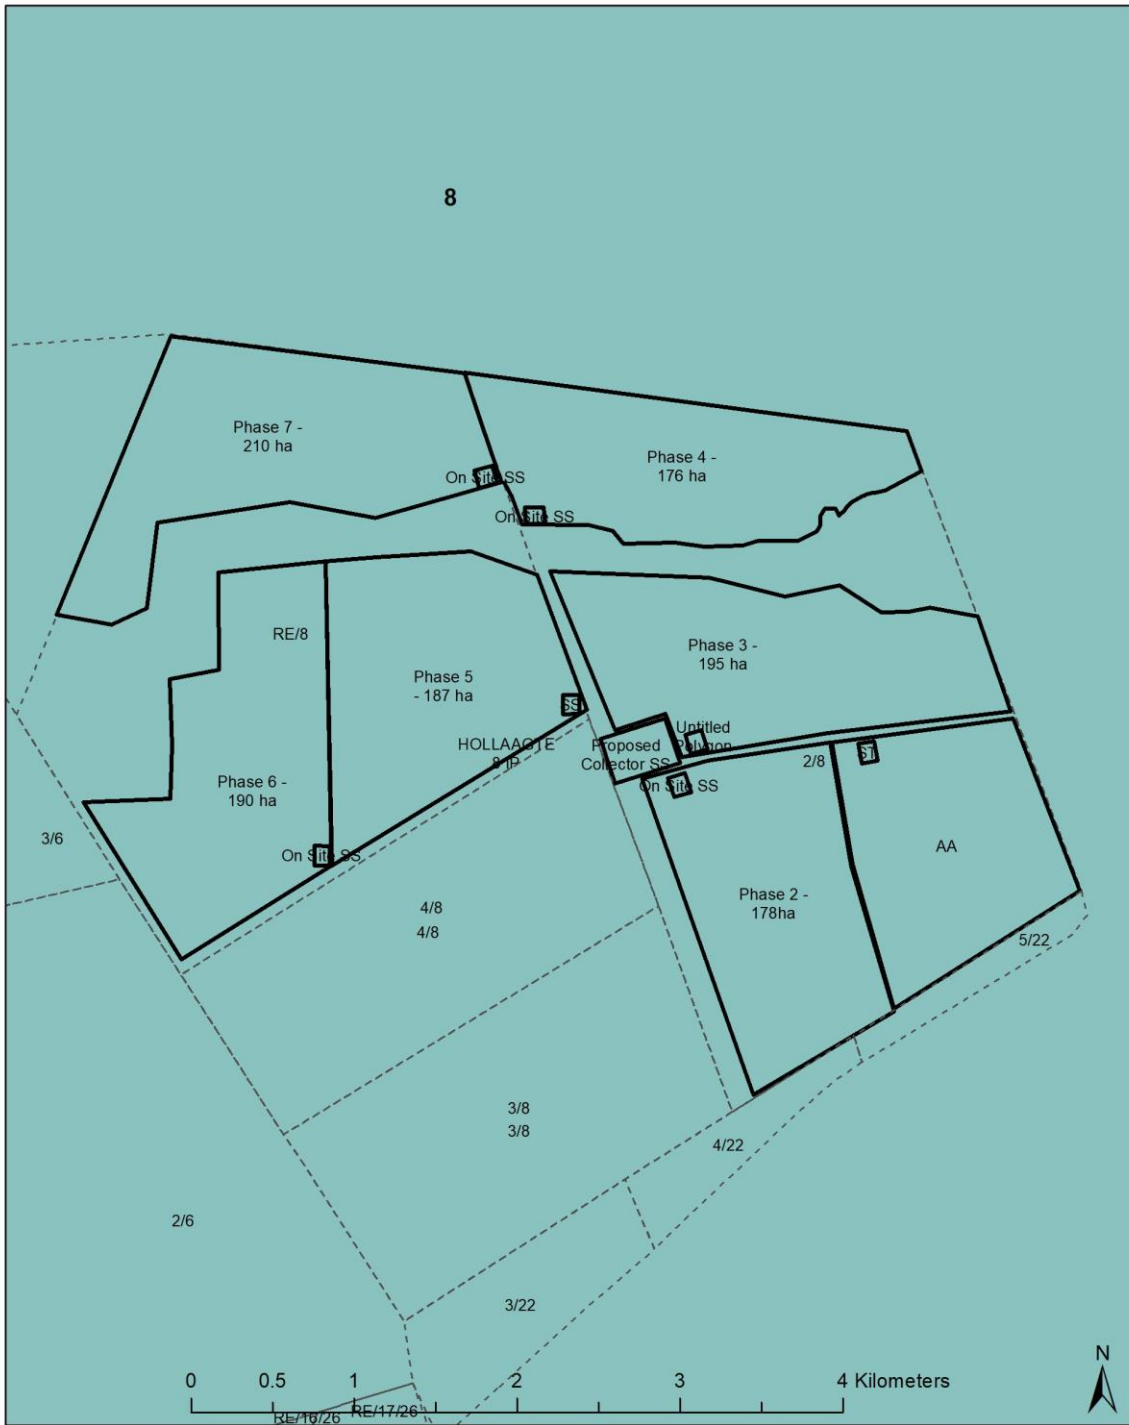 8
Phase 7 -
210 ha
Phase 4 -
176 ha
On Site SS
On Site SS
RE/8
Phase 3 -
195 ha
Phase 5
- 187 ha
SS
Untitled
Polygon
HOLLAAGTE
8 IP
Proposed
Collector SS
2/8
ST
On Site SS
Phase 6 -
190 ha
3/6
On Site SS
AA
Phase 2 -
178ha
4/8
4/8
5/22
3/8
3/8
4/22
2/6
3/22
N
0 0.5 1 2 3 4 Kilometers
RE/16/26
RE/17/26